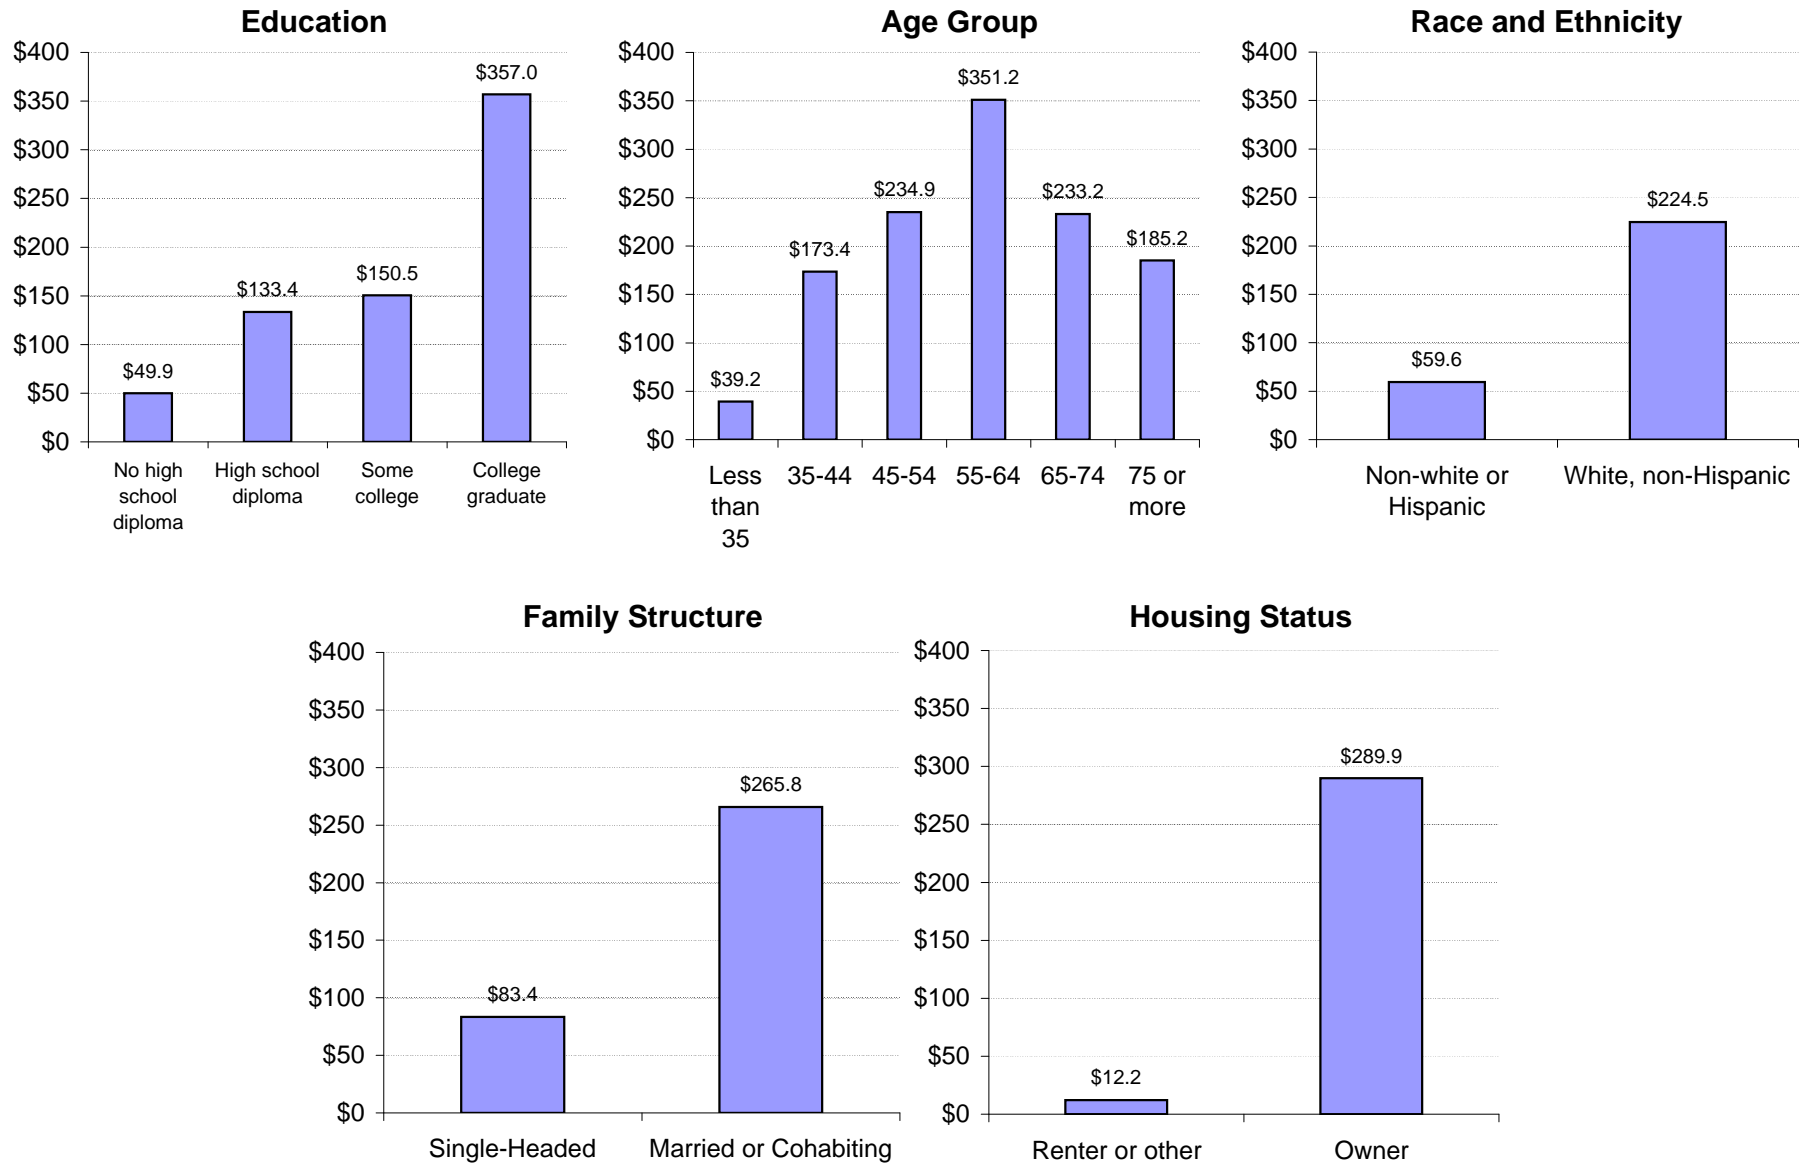 Education
$400
$350
$300
$250
$200
$150
$100
$50
$0
$49.9
$133.4
$150.5
$357.0
No high
school
diploma
High school
diploma
Some
college
College
graduate
Age Group
$400
$350
$300
$250
$200
$150
$100
$50
$0
$39.2
$173.4
$234.9
$351.2
$233.2
$185.2
Less
than
35
35-44
45-54
55-64
65-74
75 or
more
Race and Ethnicity
$400
$350
$300
$250
$200
$150
$100
$50
$0
$59.6
$224.5
Non-white or
Hispanic
White, non-Hispanic
Family Structure
$400
$350
$300
$250
$200
$150
$100
$50
$0
$83.4
$265.8
Single-Headed
Married or Cohabiting
Housing Status
$400
$350
$300
$250
$200
$150
$100
$50
$0
$12.2
$289.9
Renter or other
Owner